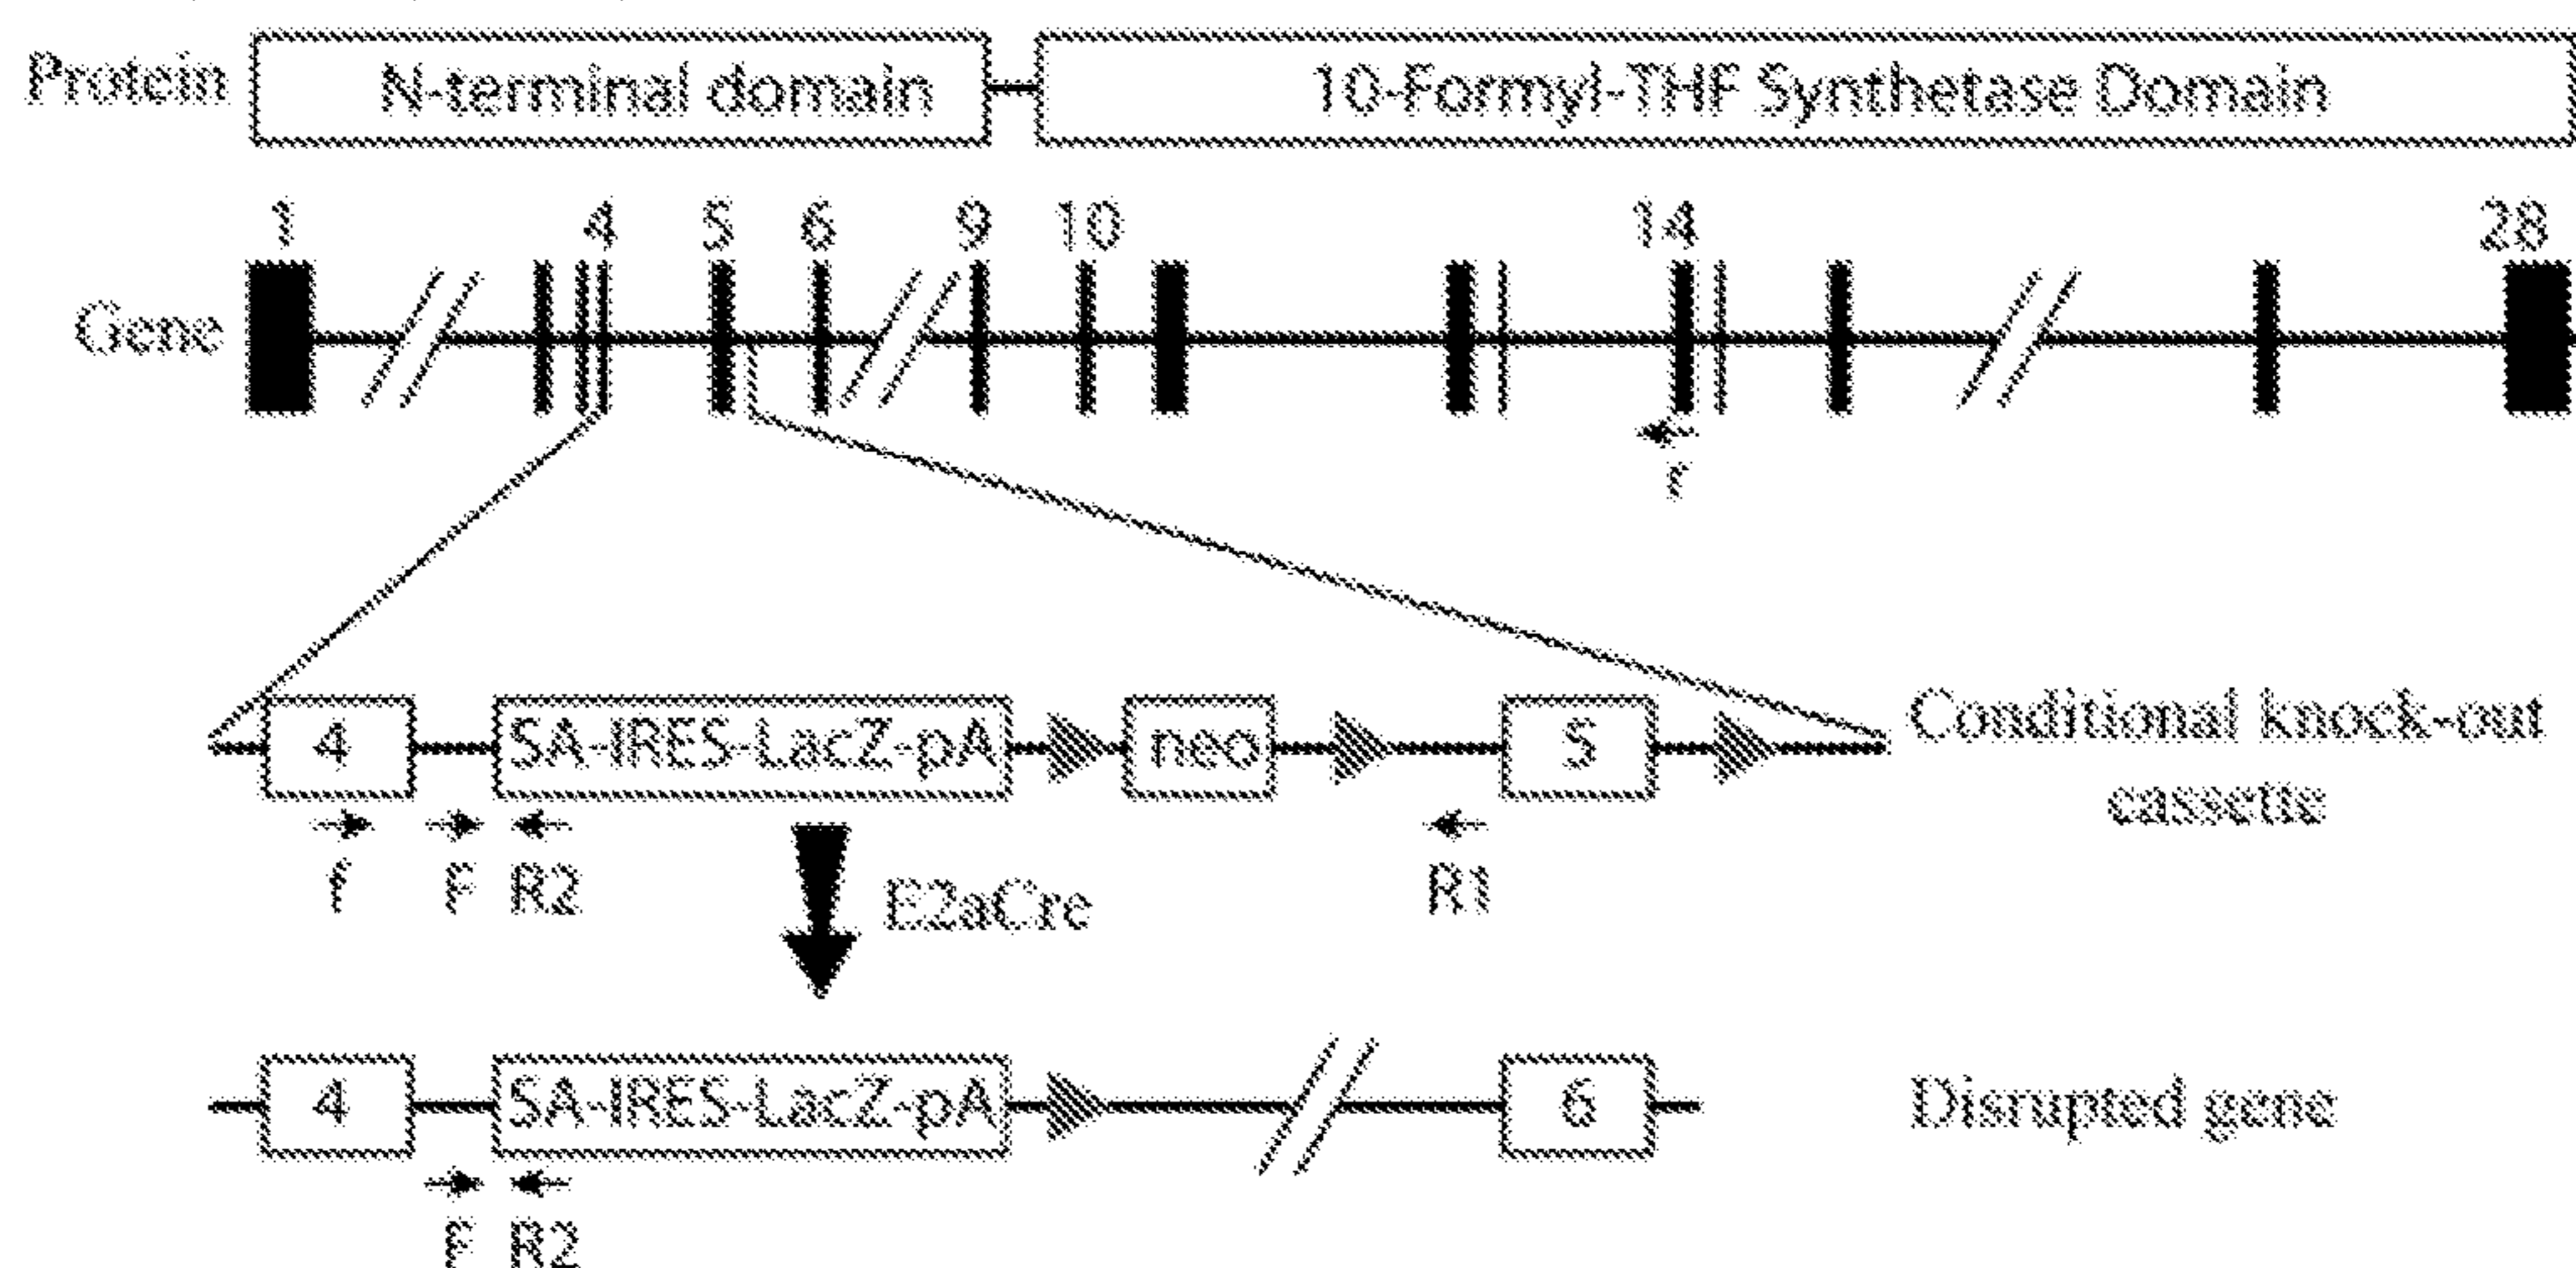 Protein N-terminal domain 10-Formyl-THF Synthetase Domain
1 4 5 6 9 10 14 28
Gene
r
4 SA-IRES-LacZ-pA neo 5 Conditional knock-out
cassette
f F R2 R1
E2aCre
4 SA-IRES-LacZ-pA 6 Disrupted gene
F R2